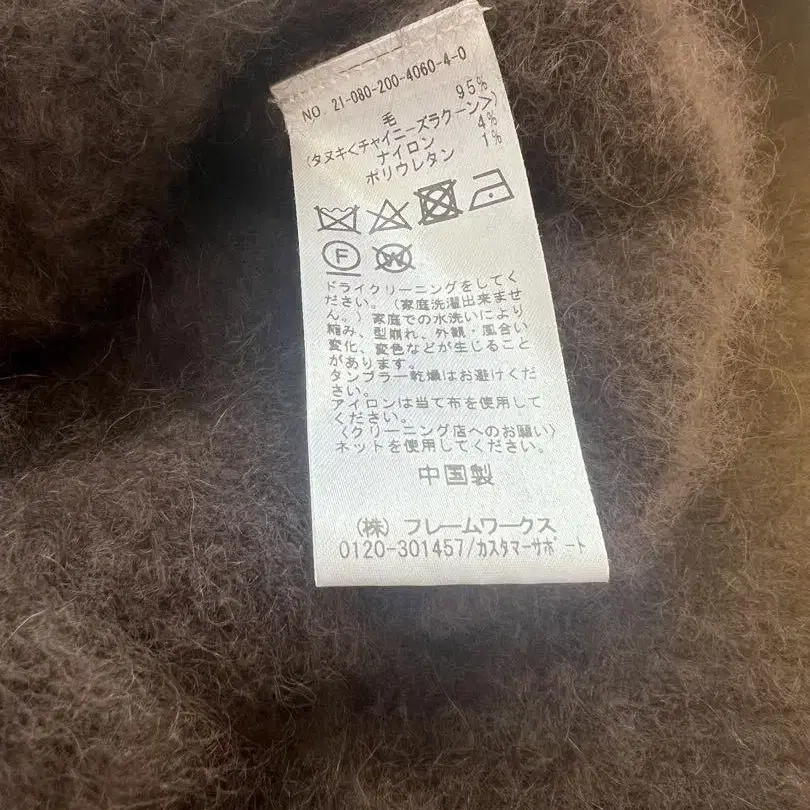 NO. 21-080-200-4060-4-0
毛 95%
(タヌキ<チャイニーズラクーン>)
ナイロン 4%
ポリウレタン 1%
F W
ドライクリーニングをしてく
ださい。(家庭洗濯出来ませ
ん。)家庭での水洗いにより
縮み、型崩れ、外観・風合い
変化、変色などが生じること
があります。
タンブラー乾燥はお避けくだ
さい。
アイロンは当て布を使用して
ください。
〈クリーニング店へのお願い〉
ネットを使用してください。
中国製
(株) フレームワークス
0120-301457/カスタマーサポート